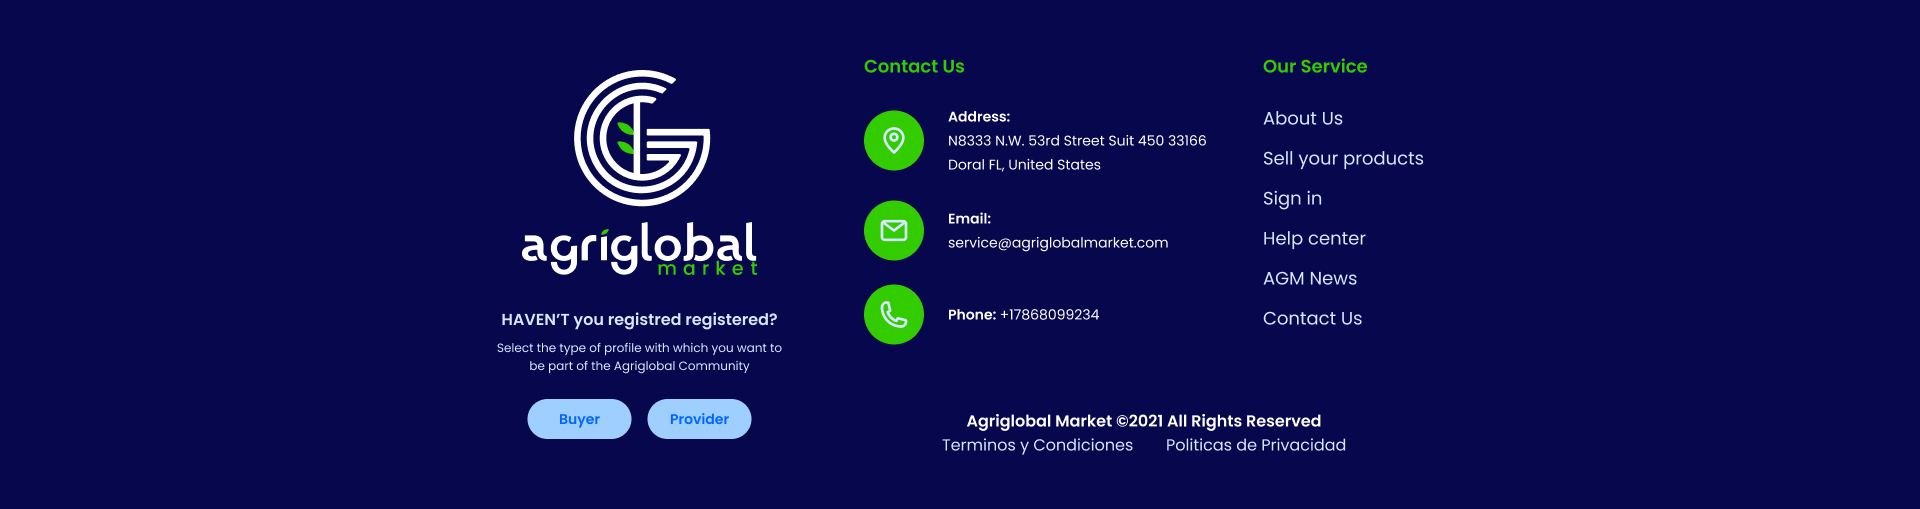 agriglobal
market
HAVEN’T you registred registered?
Select the type of profile with which you want to
be part of the Agriglobal Community
Buyer
Provider
Contact Us
Address:
N8333 N.W. 53rd Street Suit 450 33166
Doral FL, United States
Email:
service@agriglobalmarket.com
Phone: +17868099234
Our Service
About Us
Sell your products
Sign in
Help center
AGM News
Contact Us
Agriglobal Market ©2021 All Rights Reserved
Terminos y Condiciones
Politicas de Privacidad